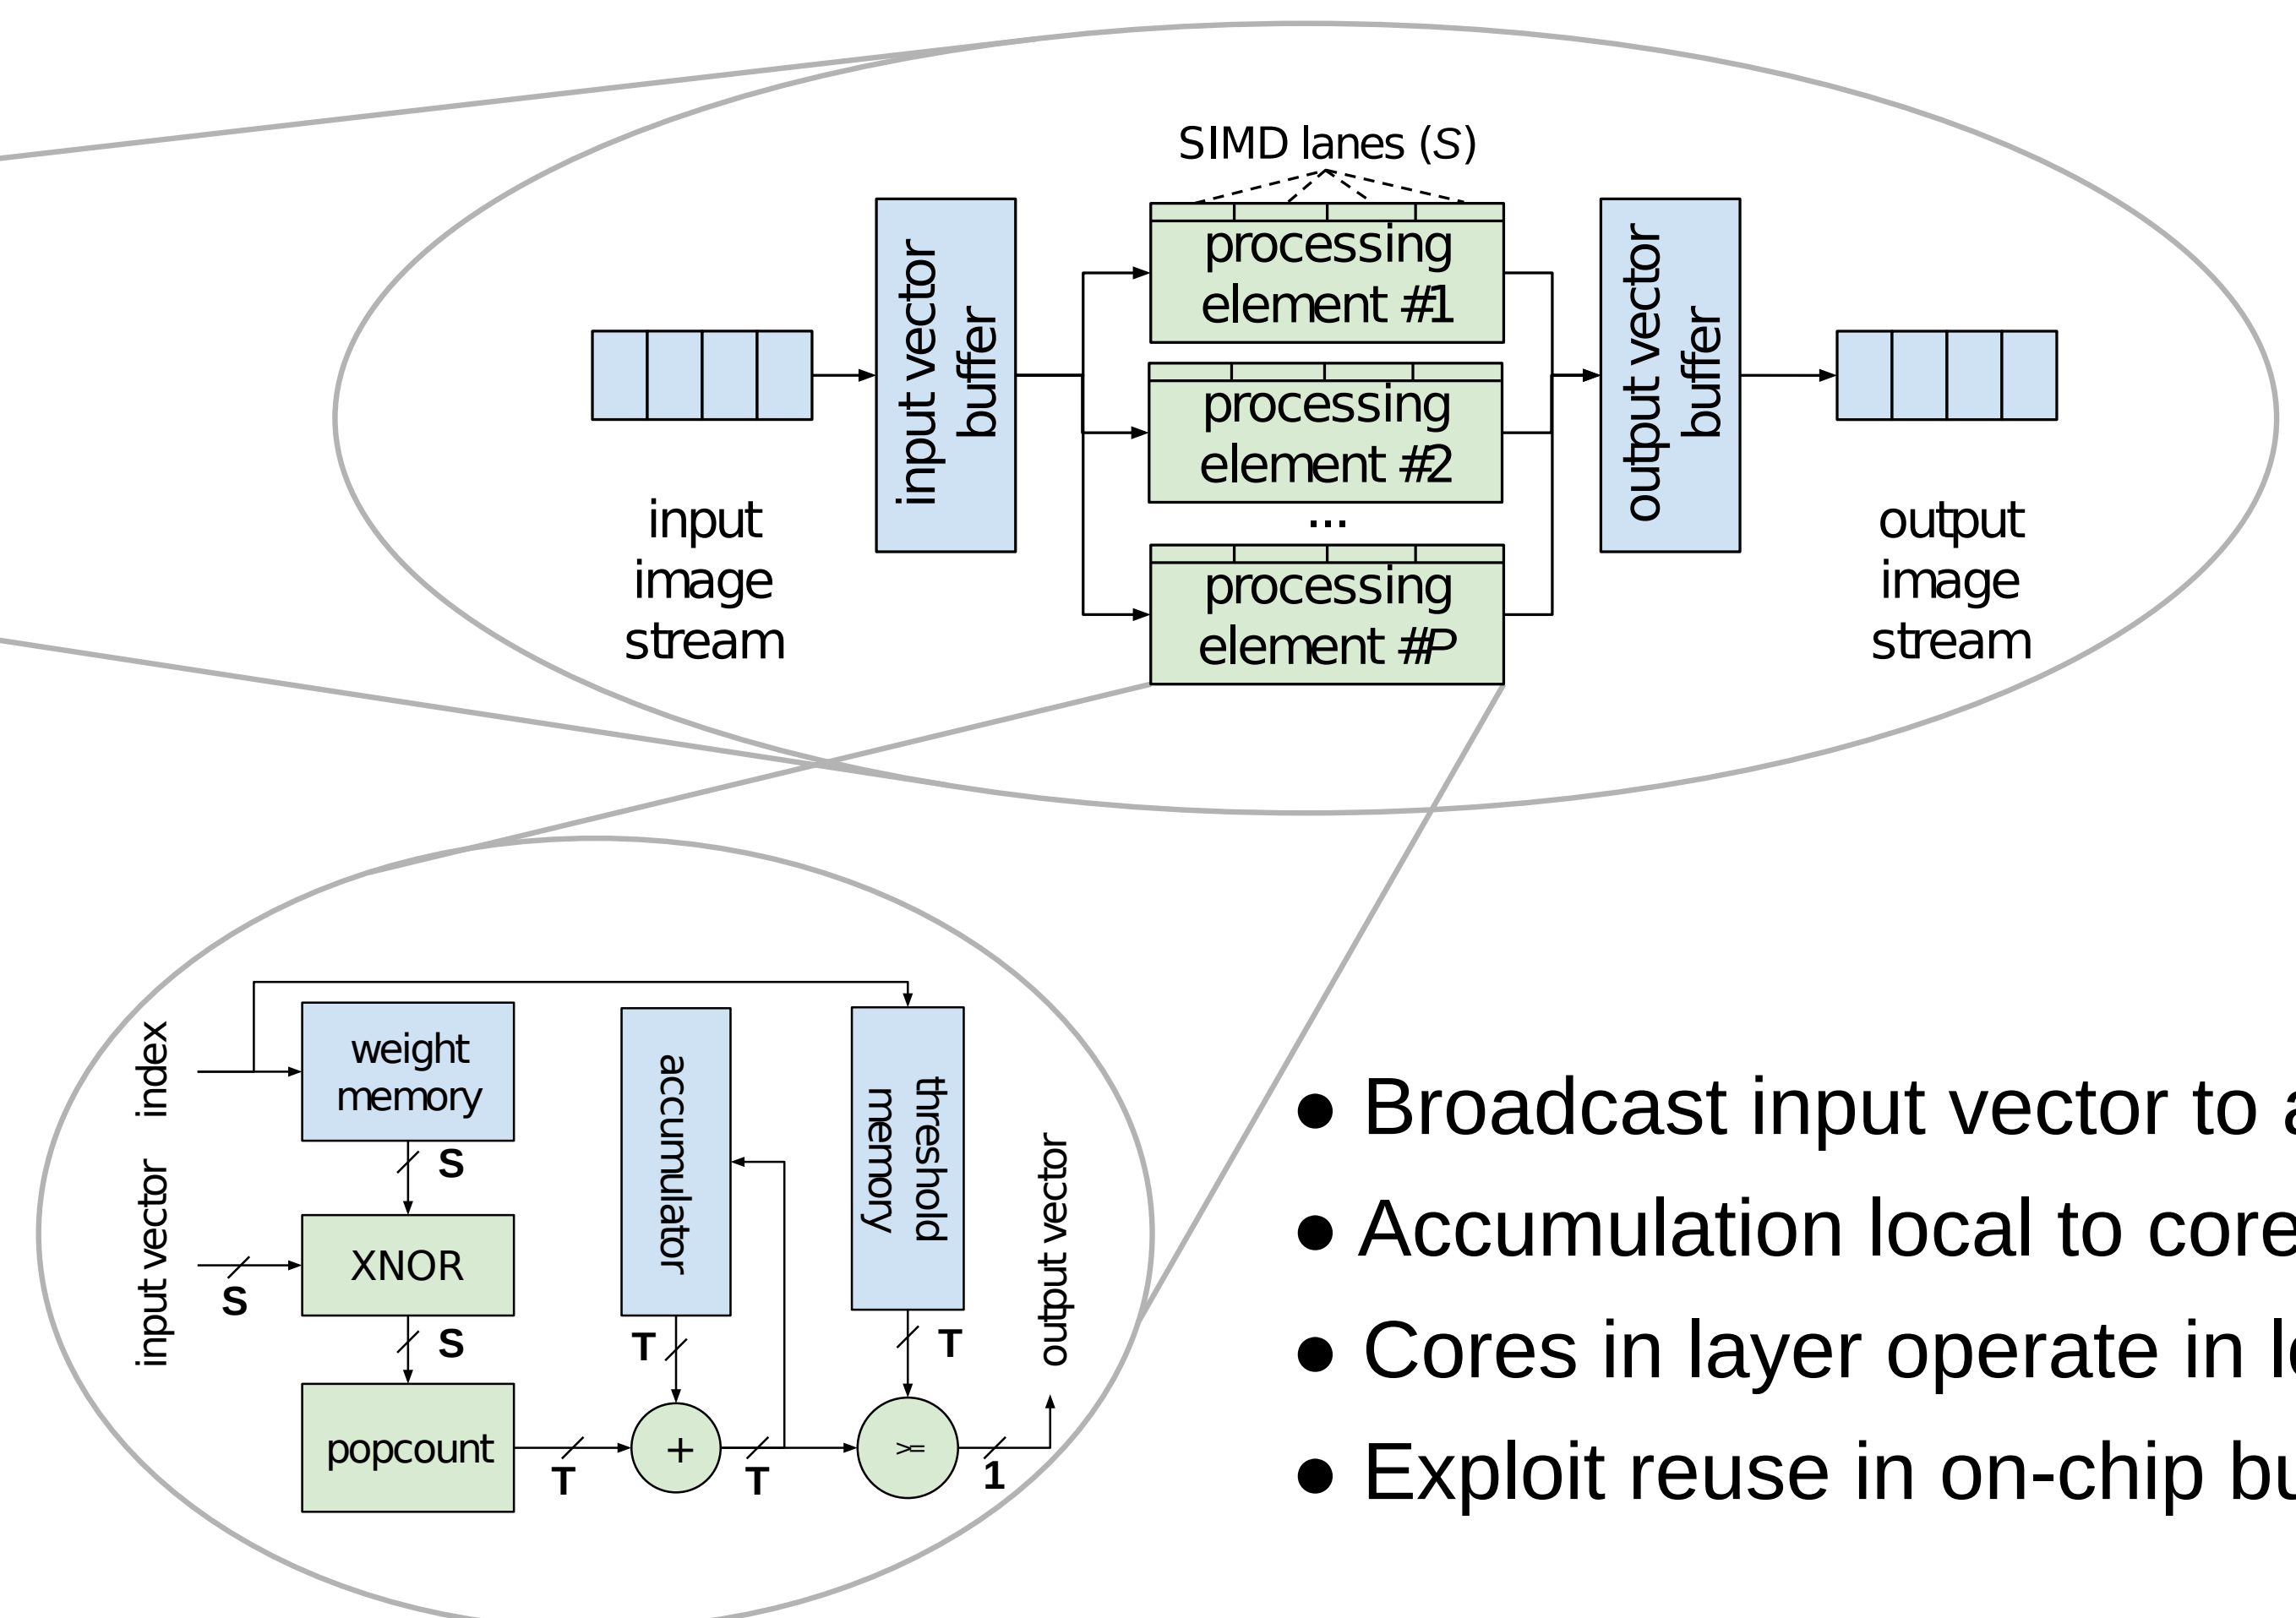 SIMD lanes (S)
input vector
buffer
processing
element #1
processing
element #2
...
processing
element #P
output vector
buffer
input
image
stream
output
image
stream
index
input vector
weight
memory
S
XNOR
S
S
popcount
T
accumulator
T
+
T
threshold
memory
T
>=
1
output vector
● Broadcast input vector to
● Accumulation local to core
● Cores in layer operate in
● Exploit reuse in on-chip